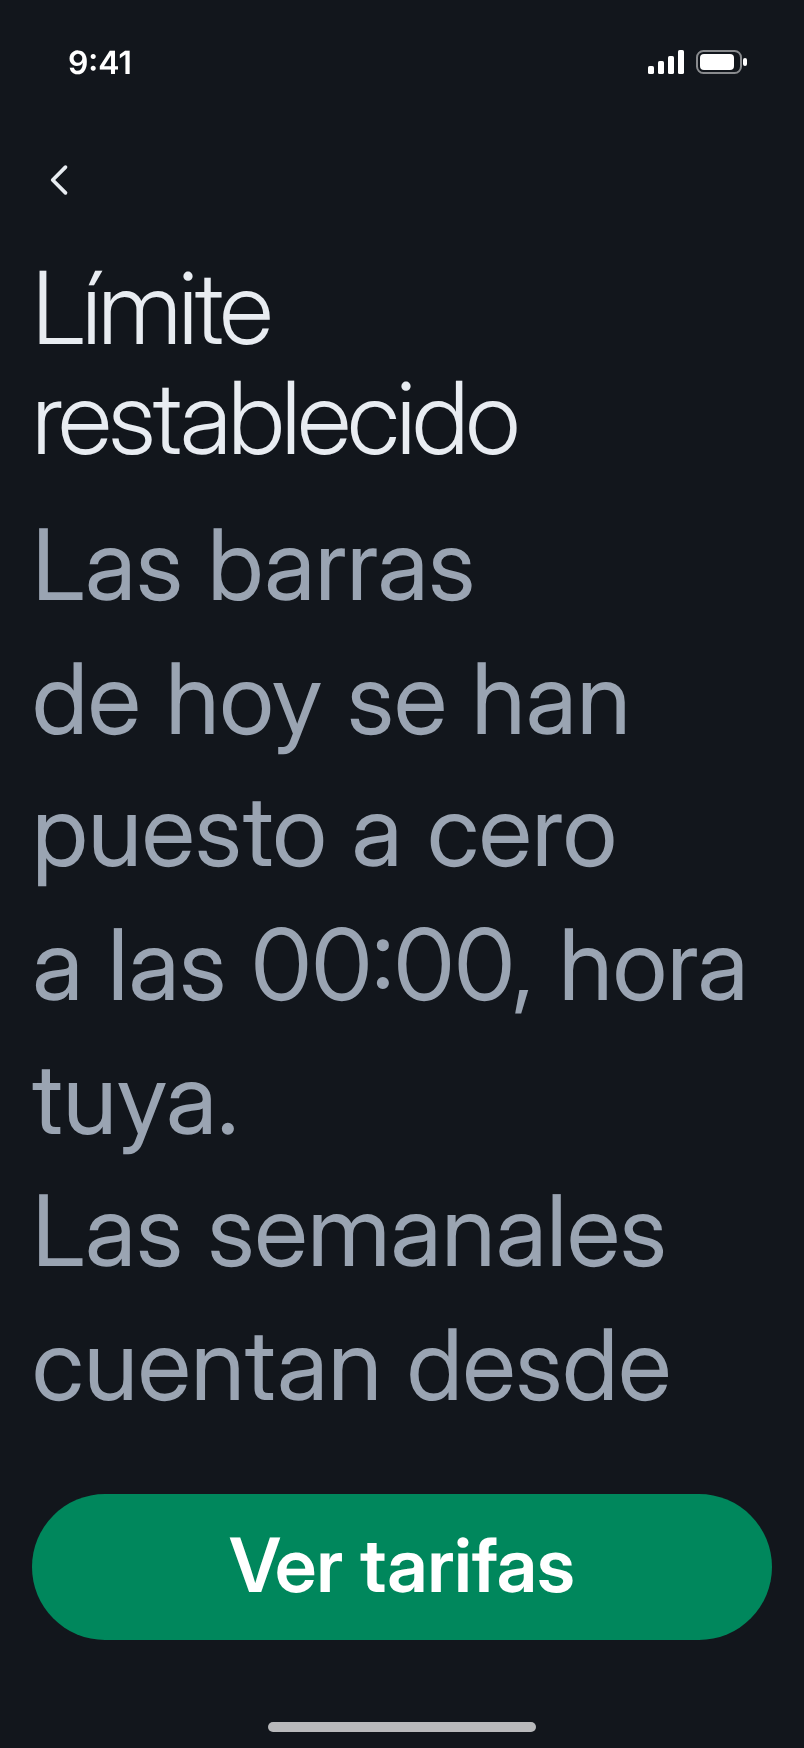 9:41
Límite
restablecido
Las barras
de hoy se han
puesto a cero
a las 00:00, hora
tuya.
Las semanales
cuentan desde
Ver tarifas